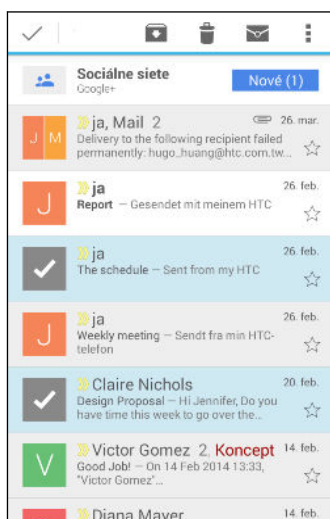 Sociálne siete
Google+
Nové (1)
J M
ja, Mail 2
26. mar.
Delivery to the following recipient failed
permanently: hugo_huang@htc.com.tw...
J
ja
26. feb.
Report – Gesendet mit meinem HTC
ja
26. feb.
The schedule – Sent from my HTC
J
ja
26. feb.
Weekly meeting – Sendt fra min HTC-
telefon
Claire Nichols
20. feb.
Design Proposal – Hi Jennifer, Do you
have time this week to go over the...
V
Victor Gomez 2, Koncept
14. feb.
Good Job! – On 14 Feb 2014 13:33,
"Victor Gomez"...
Diana Mayer
14. feb.